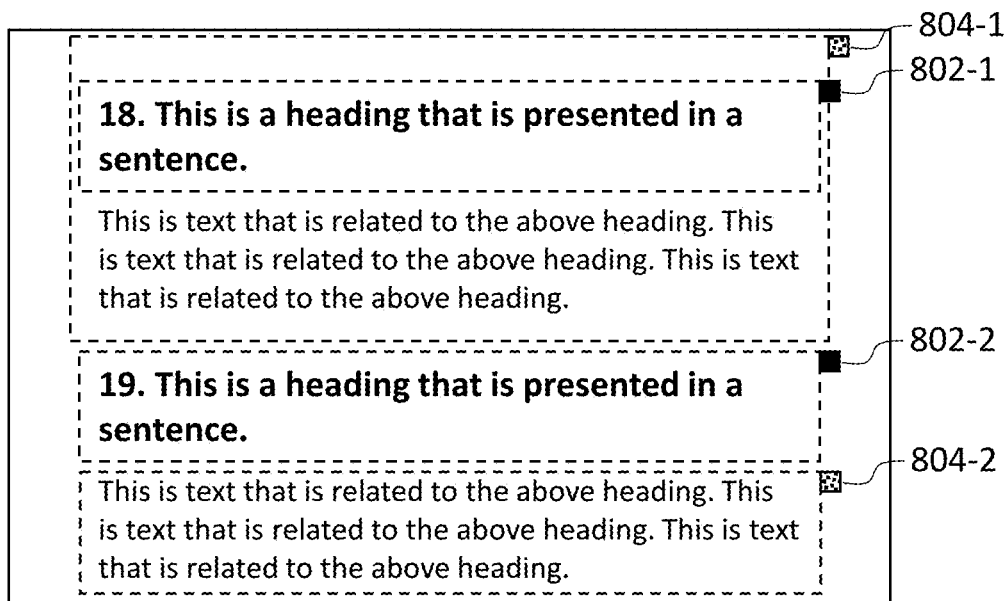 804-1
802-1
18. This is a heading that is presented in a
sentence.
This is text that is related to the above heading. This
is text that is related to the above heading. This is text
that is related to the above heading.
802-2
19. This is a heading that is presented in a
sentence.
804-2
This is text that is related to the above heading. This
is text that is related to the above heading. This is text
that is related to the above heading.